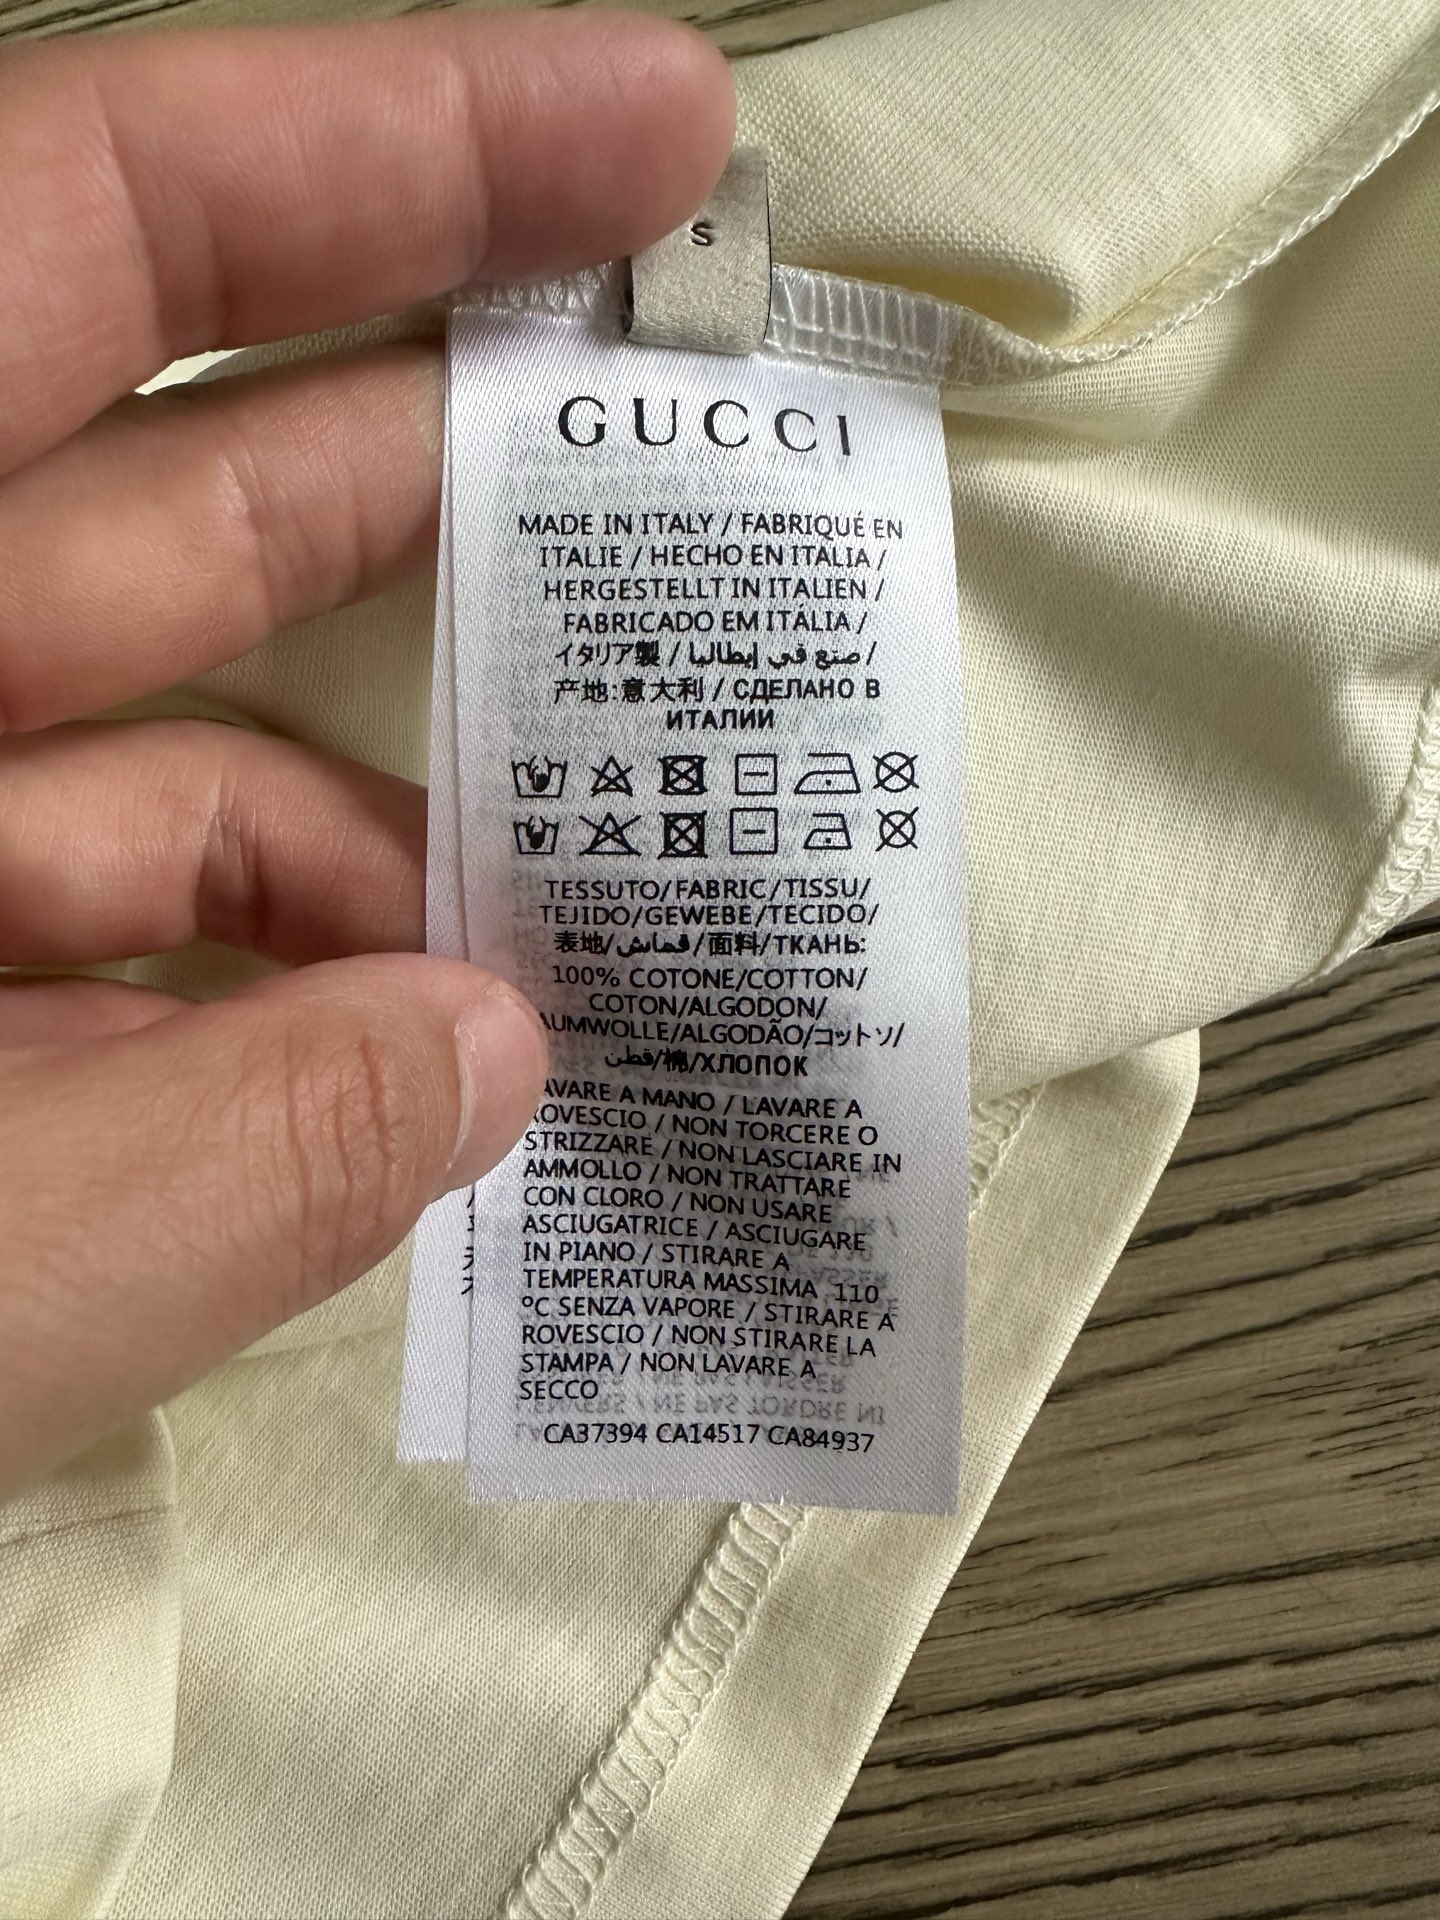 S
GUCCI
MADE IN ITALY / FABRIQUÉ EN
ITALIE / HECHO EN ITALIA /
HERGESTELLT IN ITALIEN /
FABRICADO EM ITÁLIA /
イタリア製 / صنع في إيطاليا /
产地:意大利 / СДЕЛАНО В
ИТАЛИИ
TESSUTO/FABRIC/TISSU/
TEJIDO/GEWEBE/TECIDO/
表地/قماش/面料/ТКАНЬ:
100% COTONE/COTTON/
COTON/ALGODON/
AUMWOLLE/ALGODÃO/コットソ/
قطن/棉/ХЛОПОК
AVARE A MANO / LAVARE A
ROVESCIO / NON TORCERE O
STRIZZARE / NON LASCIARE IN
AMMOLLO / NON TRATTARE
CON CLORO / NON USARE
ASCIUGATRICE / ASCIUGARE
IN PIANO / STIRARE A
TEMPERATURA MASSIMA 110
°C SENZA VAPORE / STIRARE A
ROVESCIO / NON STIRARE LA
STAMPA / NON LAVARE A
SECCO
CA37394 CA14517 CA84937